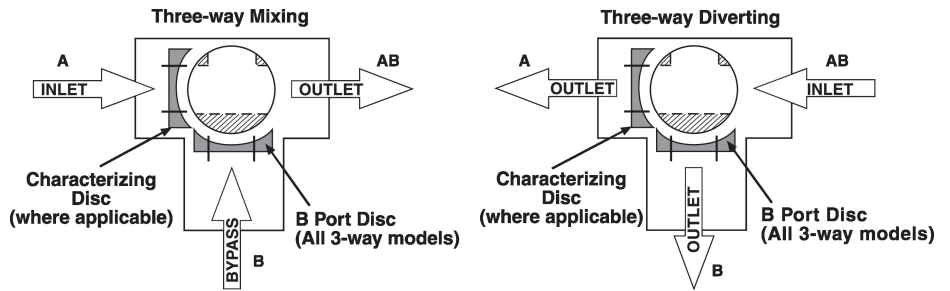 Three-way Mixing
A
INLET
AB
OUTLET
Characterizing
Disc
(where applicable)
BYPASS
B
B Port Disc
(All 3-way models)
Three-way Diverting
A
OUTLET
AB
INLET
Characterizing
Disc
(where applicable)
OUTLET
B
B Port Disc
(All 3-way models)